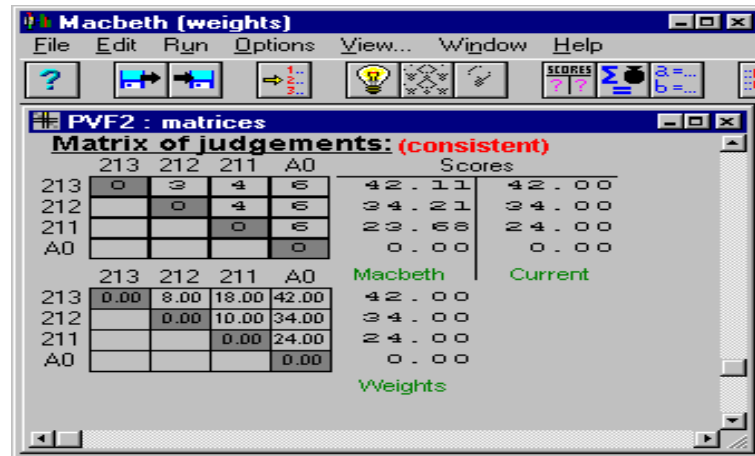 Macbeth (weights)
File Edit Run Options View... Window Help
? 1.. 2.. 3.. SCORES ? ? Σ a =... b =...
PVF2 : matrices
Matrix of judgements: (consistent)
213 212 211 A0 Scores
213 0 3 4 6 42.11 42.00
212 0 4 6 34.21 34.00
211 0 6 23.68 24.00
A0 0 0.00 0.00
213 212 211 A0 Macbeth Current
213 0.00 8.00 18.00 42.00 42.00
212 0.00 10.00 34.00 34.00
211 0.00 24.00 24.00
A0 0.00 0.00
Weights